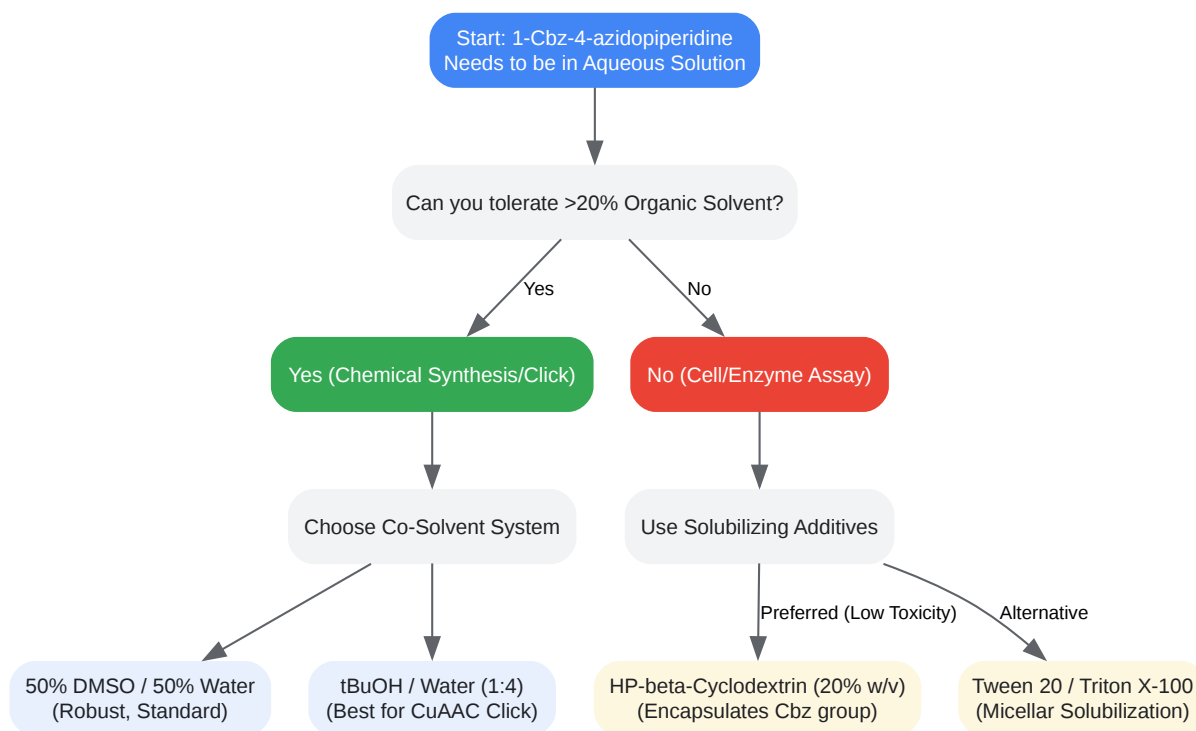 Start: 1-Cbz-4-azidopiperidine
Needs to be in Aqueous Solution
Can you tolerate >20% Organic Solvent?
Yes
No
Yes (Chemical Synthesis/Click)
No (Cell/Enzyme Assay)
Choose Co-Solvent System
Use Solubilizing Additives
Preferred (Low Toxicity)
Alternative
50% DMSO / 50% Water
(Robust, Standard)
tBuOH / Water (1:4)
(Best for CuAAC Click)
HP-beta-Cyclodextrin (20% w/v)
(Encapsulates Cbz group)
Tween 20 / Triton X-100
(Micellar Solubilization)